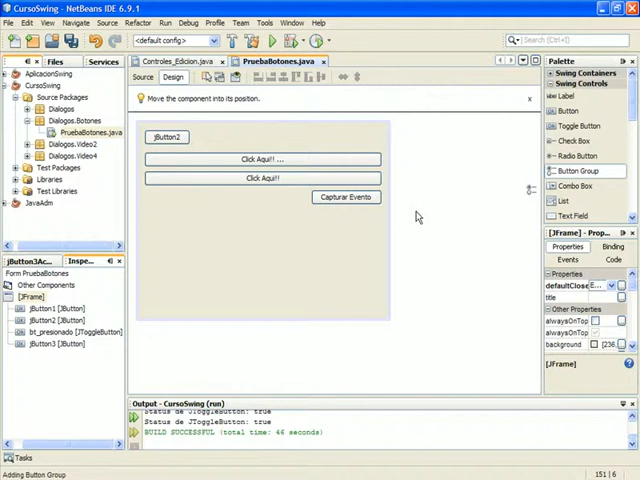 CursoSwing - NetBeans IDE 6.9.1
File Edit View Navigate Source Refactor Run Debug Profile Team Tools Window Help
<default config>
Search (Ctrl+I)
Files Services
AplicacionSwing
CursoSwing
Source Packages
Dialogos
Dialogos.Botones
PruebaBotones.java
Dialogos.Video2
Dialogos.Video4
Test Packages
Libraries
Test Libraries
JavaAdm
Controles_Edicion.java x PruebaBotones.java x
Source Design
Move the component into its position. x
jButton2
Click Aqui!! ...
Click Aqui!!
Capturar Evento
Palette
Swing Containers
Swing Controls
Label
Button
Toggle Button
Check Box
Radio Button
Button Group
Combo Box
List
Text Field
jButton3Ac... Inspe...
Form PruebaBotones
Other Components
[JFrame]
jButton1 [JButton]
jButton2 [JButton]
bt_presionado [JToggleButton]
jButton3 [JButton]
[JFrame] - Prop...
Properties Binding
Events Code
Properties
defaultClose E...
title
Other Properties
alwaysOnTop
alwaysOnTop
background [236,
[JFrame]
Output - CursoSwing (run)
Status de JToggleButton: true
Status de JToggleButton: true
BUILD SUCCESSFUL (total time: 46 seconds)
Tasks
Adding Button Group
151 | 6